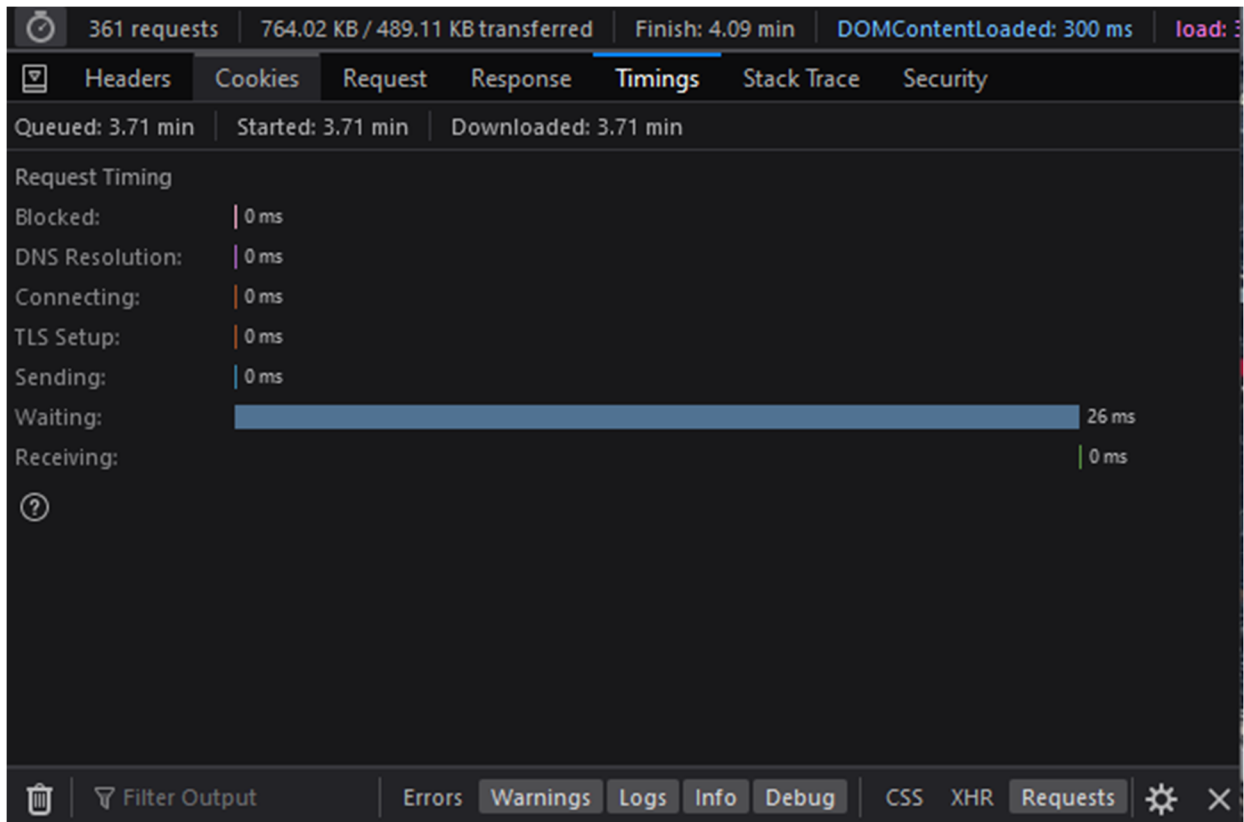 361 requests 764.02 KB / 489.11 KB transferred Finish: 4.09 min DOMContentLoaded: 300 ms load:
Headers Cookies Request Response Timings Stack Trace Security
Queued: 3.71 min Started: 3.71 min Downloaded: 3.71 min
Request Timing
Blocked: 0 ms
DNS Resolution: 0 ms
Connecting: 0 ms
TLS Setup: 0 ms
Sending: 0 ms
Waiting: 26 ms
Receiving: 0 ms
?
Filter Output Errors Warnings Logs Info Debug CSS XHR Requests